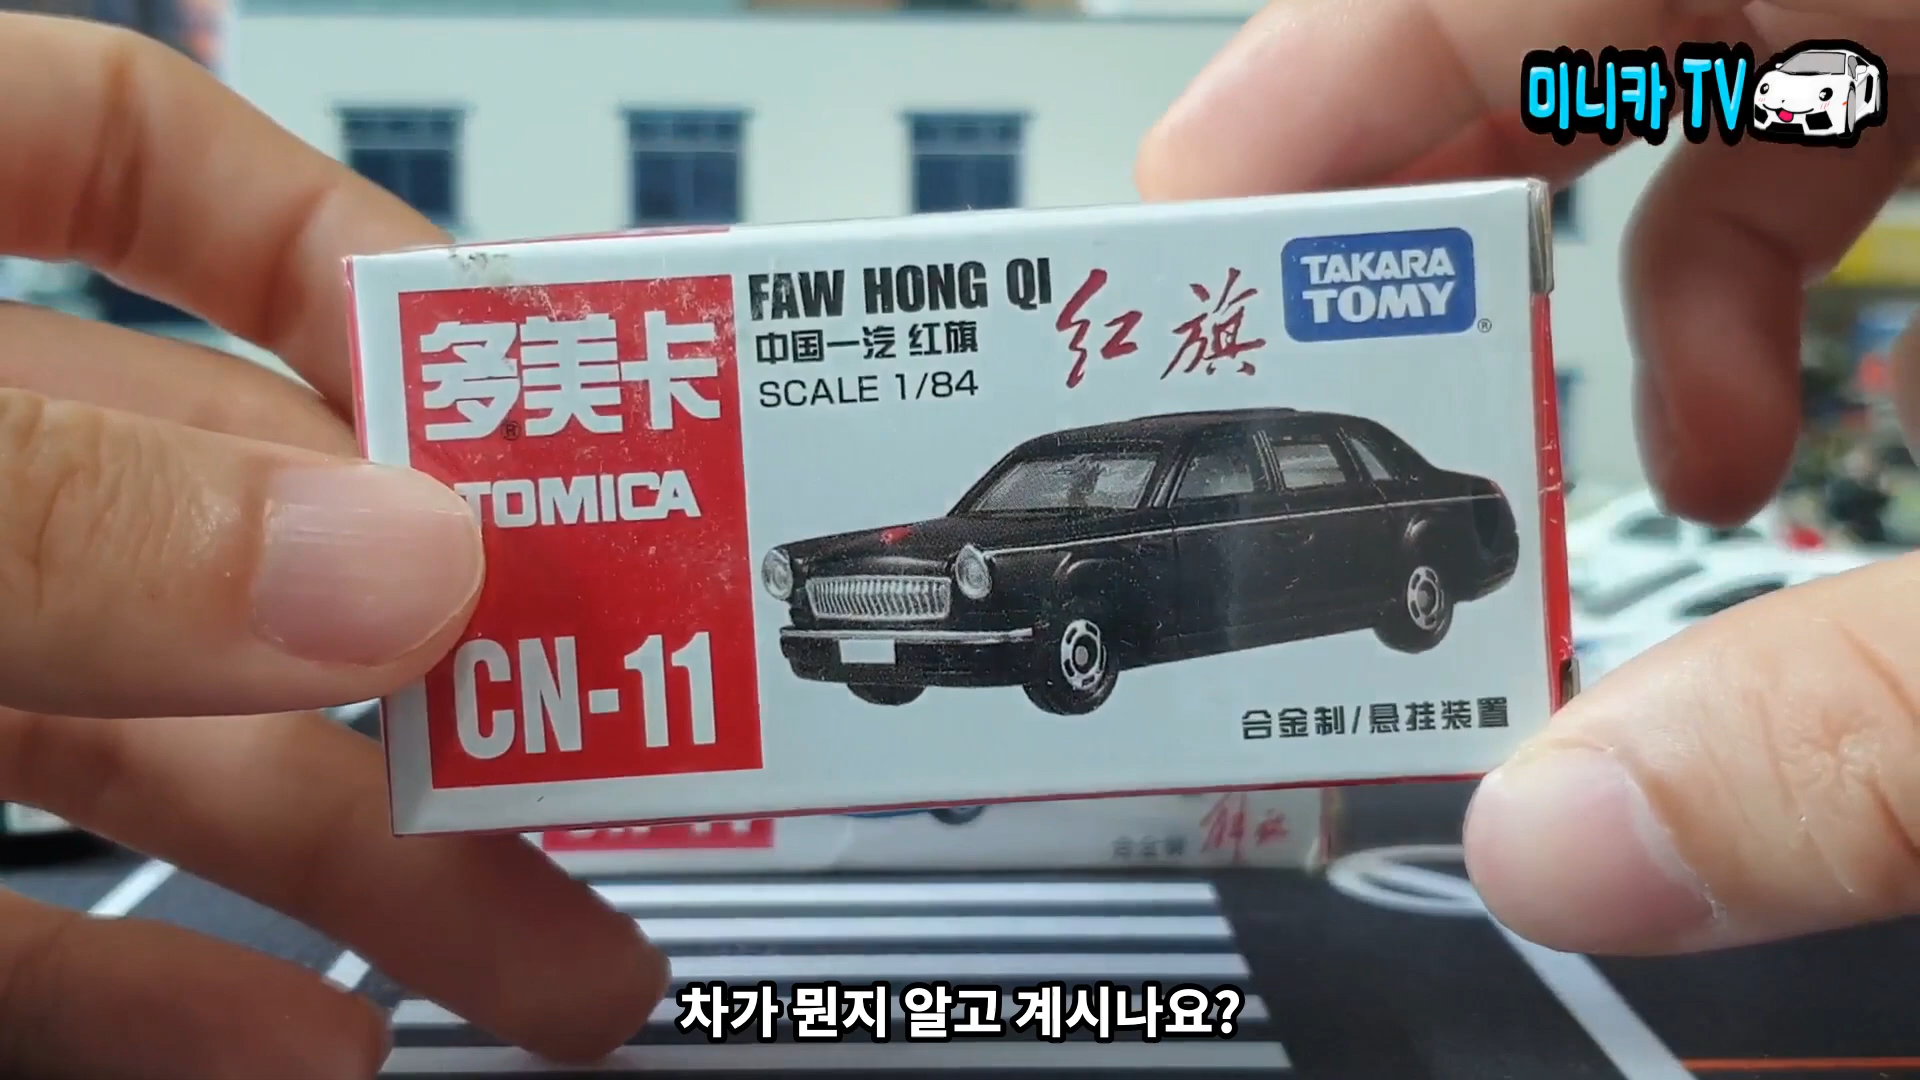 미니카 TV
FAW HONG QI
中国一汽 红旗
SCALE 1/84
红旗
TAKARA
TOMY
®
多美卡
®
TOMICA
CN-11
合金制/悬挂装置
차가 뭔지 알고 계시나요?